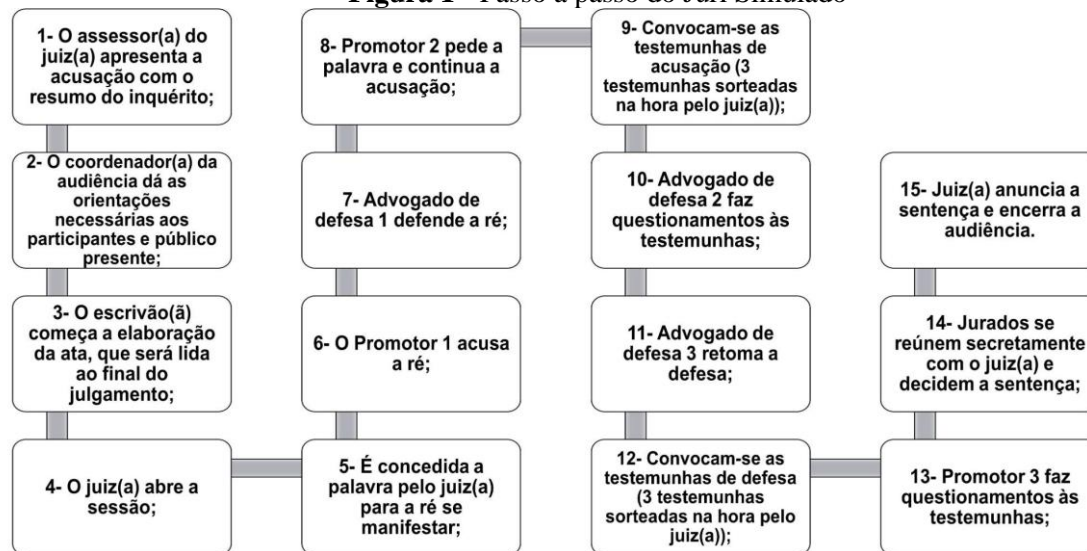 Figura 1 - Passo a passo do Júri Simulado
1- O assessor(a) do
juiz(a) apresenta a
acusação com o
resumo do inquérito;
2- O coordenador(a) da
audiência dá as
orientações
necessárias aos
participantes e público
presente;
3- O escrivão(ã)
começa a elaboração
da ata, que será lida
ao final do
julgamento;
4- O juiz(a) abre a
sessão;
5- É concedida a
palavra pelo juiz(a)
para a ré se
manifestar;
6- O Promotor 1 acusa
a ré;
7- Advogado de
defesa 1 defende a ré;
8- Promotor 2 pede a
palavra e continua a
acusação;
9- Convocam-se as
testemunhas de
acusação (3
testemunhas sorteadas
na hora pelo juiz(a));
10- Advogado de
defesa 2 faz
questionamentos às
testemunhas;
11- Advogado de
defesa 3 retoma a
defesa;
12- Convocam-se as
testemunhas de defesa
(3 testemunhas
sorteadas na hora pelo
juiz(a));
13- Promotor 3 faz
questionamentos às
testemunhas;
14- Jurados se
reúnem secretamente
com o juiz(a) e
decidem a sentença;
15- Juiz(a) anuncia a
sentença e encerra a
audiência.